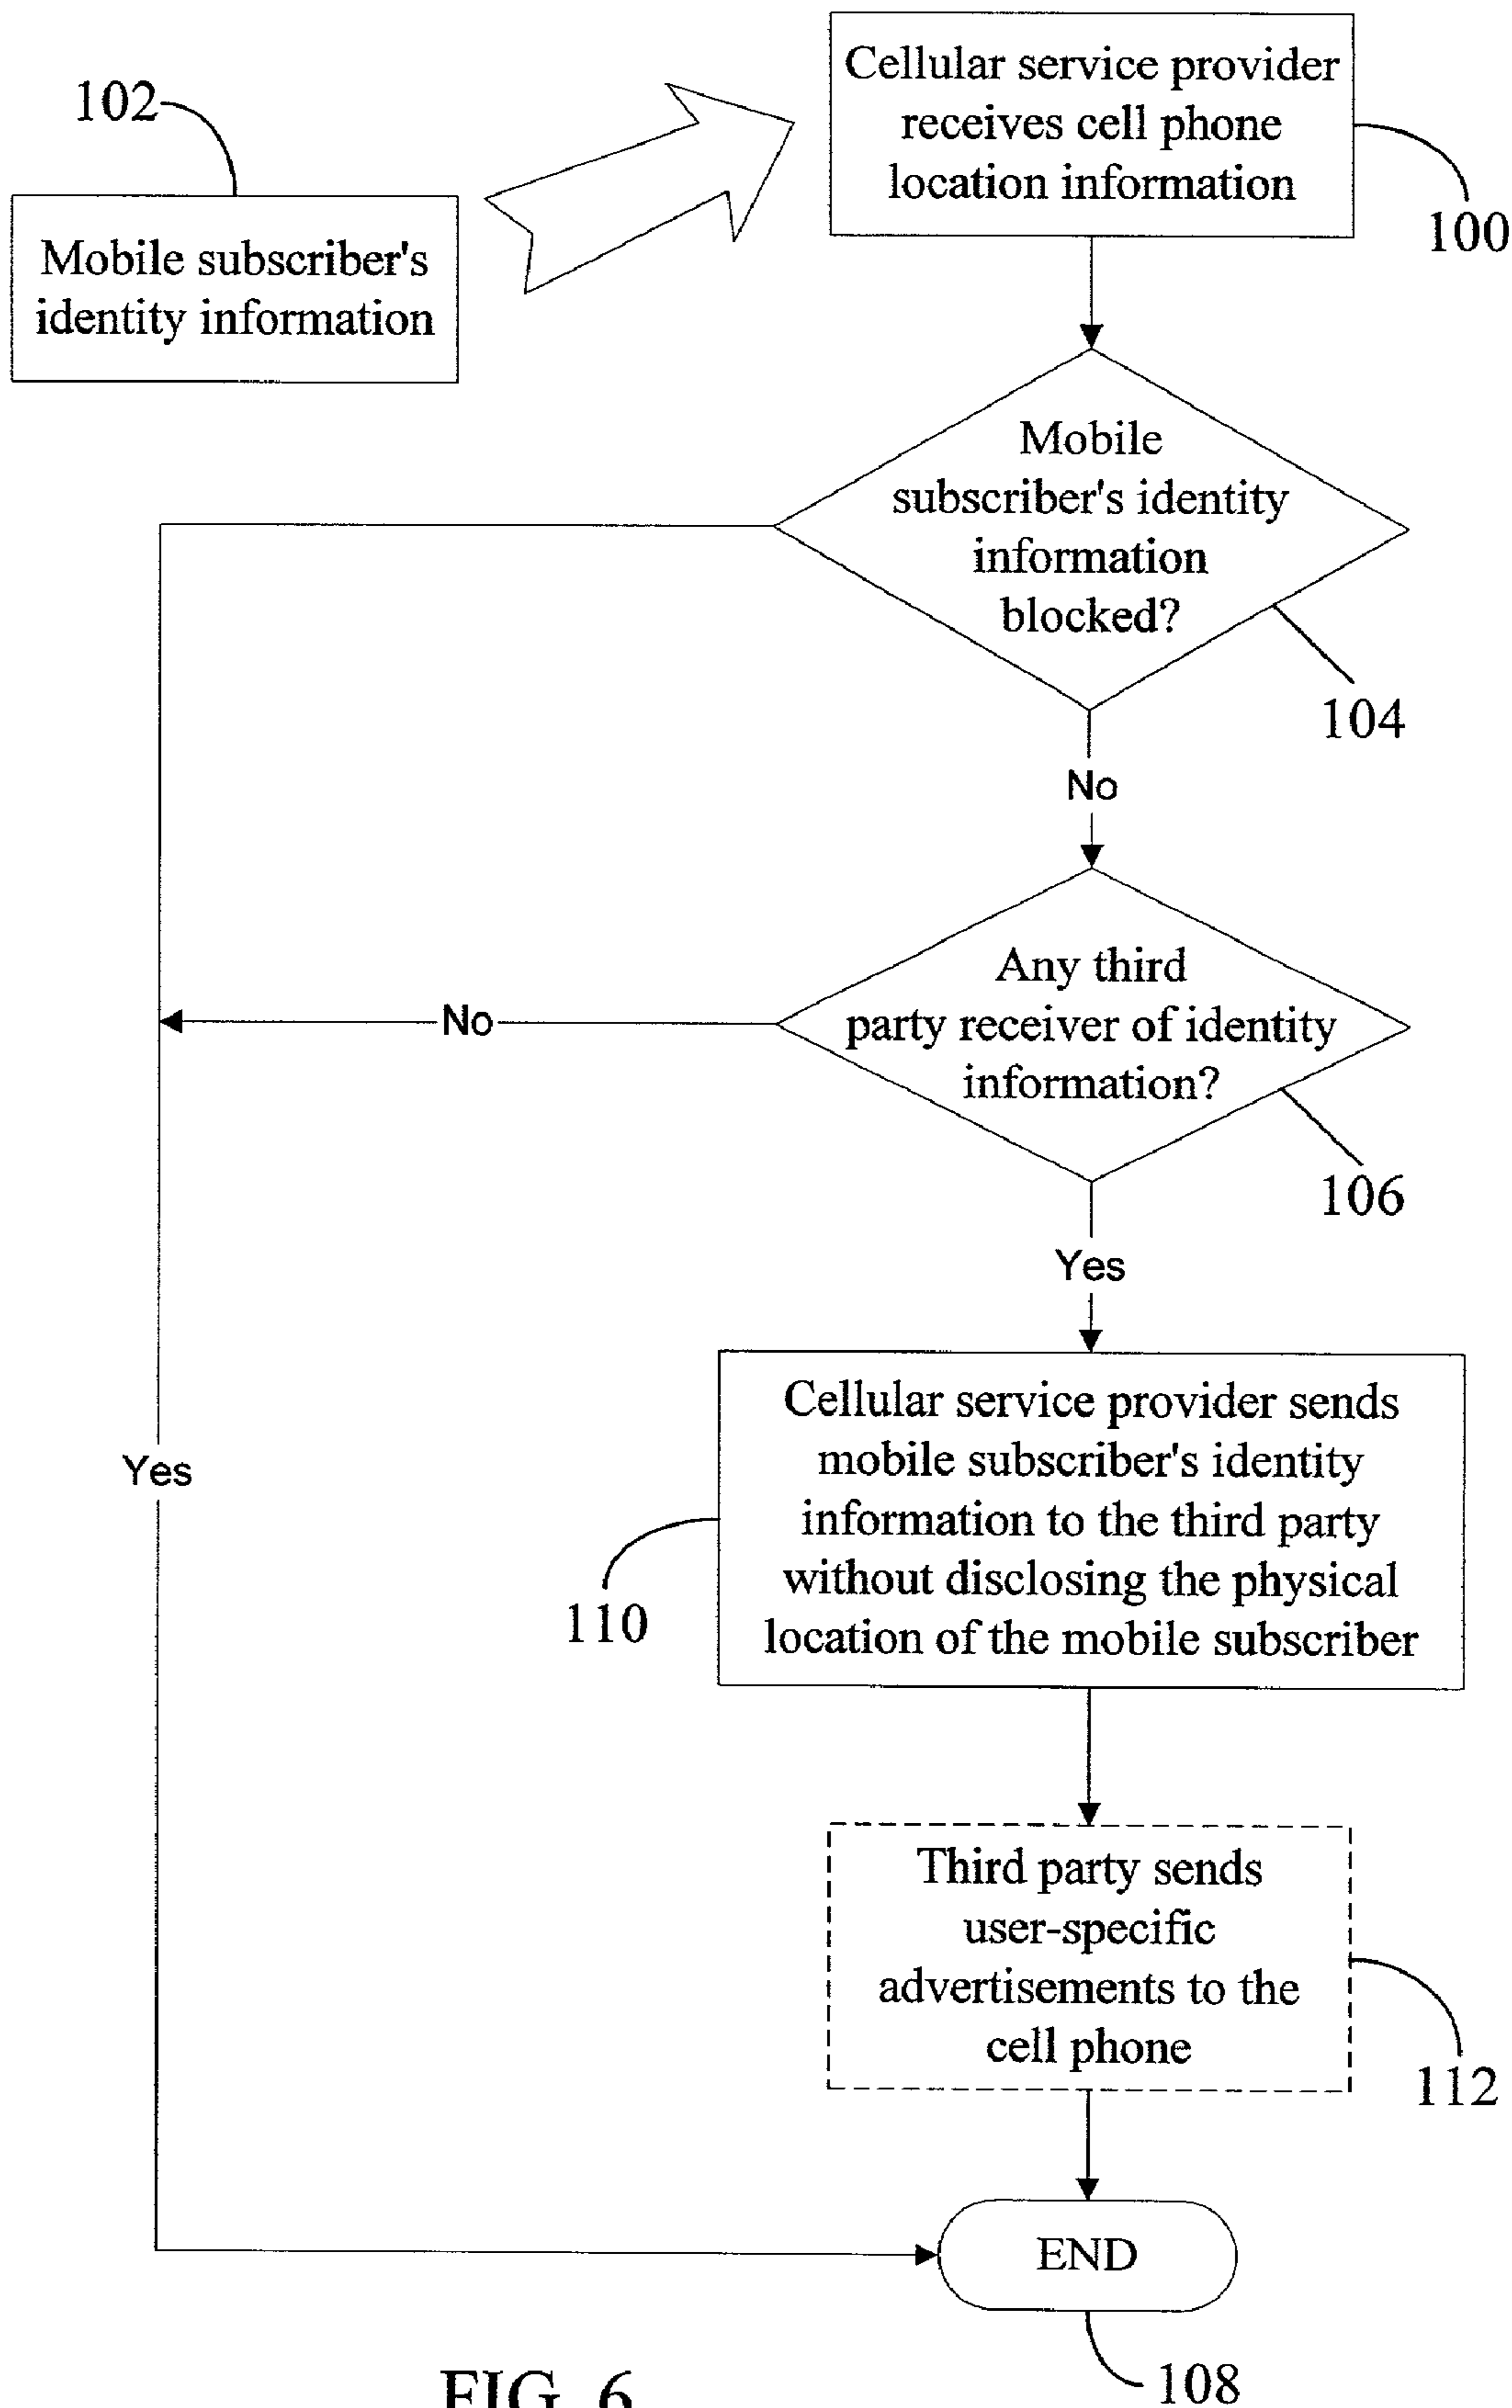 Cellular service provider
receives cell phone
location information
100
102
Mobile subscriber's
identity information
Mobile
subscriber's identity
information
blocked?
104
No
Any third
party receiver of identity
information?
106
No
Yes
Cellular service provider sends
mobile subscriber's identity
information to the third party
without disclosing the physical
location of the mobile subscriber
110
Yes
Third party sends
user-specific
advertisements to the
cell phone
112
END
108
FIG. 6